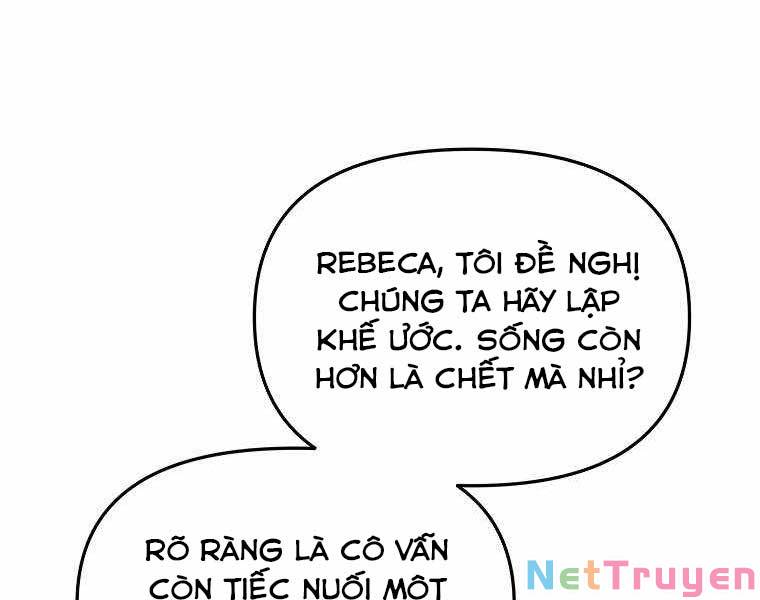 REBECA, TÔI ĐỀ NGHỊ
CHÚNG TA HÃY LẬP
KHẾ ƯỚC. SỐNG CÒN
HƠN LÀ CHẾT MÀ NHỈ?
RÕ RÀNG LÀ CÔ VẪN
CÒN TIẾC NUỐI MỘT
NetTruyen